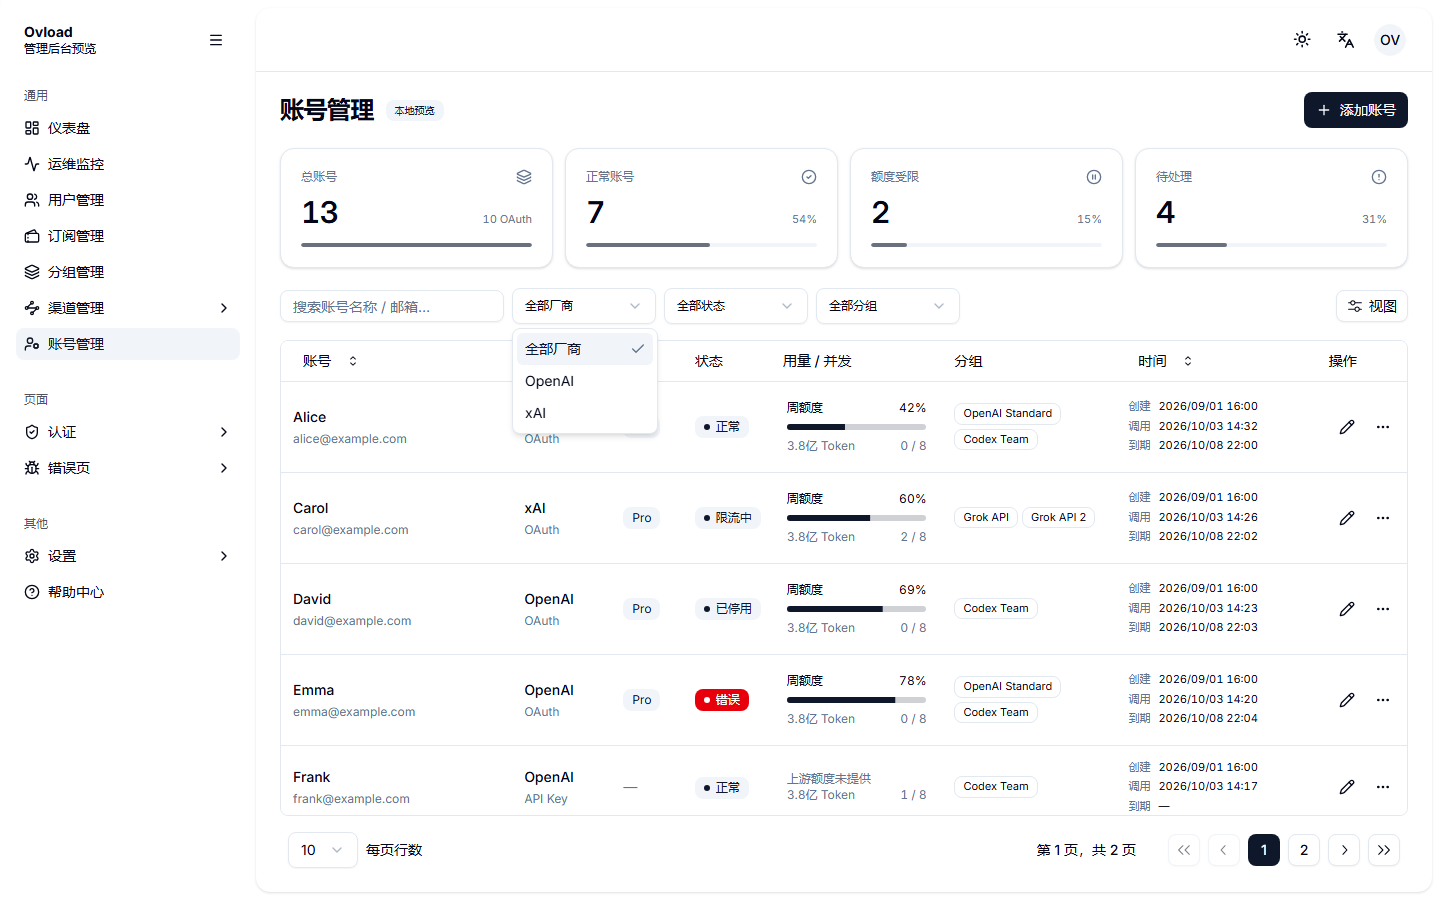 Ovload
管理后台预览
通用
仪表盘
运维监控
用户管理
订阅管理
分组管理
渠道管理
账号管理
页面
认证
错误页
其他
设置
帮助中心
OV
账号管理
本地预览
添加账号
总账号
13
10 OAuth
正常账号
7
54%
额度受限
2
15%
待处理
4
31%
搜索账号名称 / 邮箱...
全部厂商
全部状态
全部分组
视图
全部厂商
OpenAI
xAI
账号
状态
用量 / 并发
分组
时间
操作
Alice
alice@example.com
OAuth
正常
周额度
42%
3.8亿 Token
0 / 8
OpenAI Standard
Codex Team
创建 2026/09/01 16:00
调用 2026/10/03 14:32
到期 2026/10/08 22:00
Carol
carol@example.com
xAI
OAuth
Pro
限流中
周额度
60%
3.8亿 Token
2 / 8
Grok API
Grok API 2
创建 2026/09/01 16:00
调用 2026/10/03 14:26
到期 2026/10/08 22:02
David
david@example.com
OpenAI
OAuth
Pro
已停用
周额度
69%
3.8亿 Token
0 / 8
Codex Team
创建 2026/09/01 16:00
调用 2026/10/03 14:23
到期 2026/10/08 22:03
Emma
emma@example.com
OpenAI
OAuth
Pro
错误
周额度
78%
3.8亿 Token
0 / 8
OpenAI Standard
Codex Team
创建 2026/09/01 16:00
调用 2026/10/03 14:20
到期 2026/10/08 22:04
Frank
frank@example.com
OpenAI
API Key
—
正常
上游额度未提供
3.8亿 Token
1 / 8
Codex Team
创建 2026/09/01 16:00
调用 2026/10/03 14:17
到期 —
10
每页行数
第 1 页，共 2 页
1
2